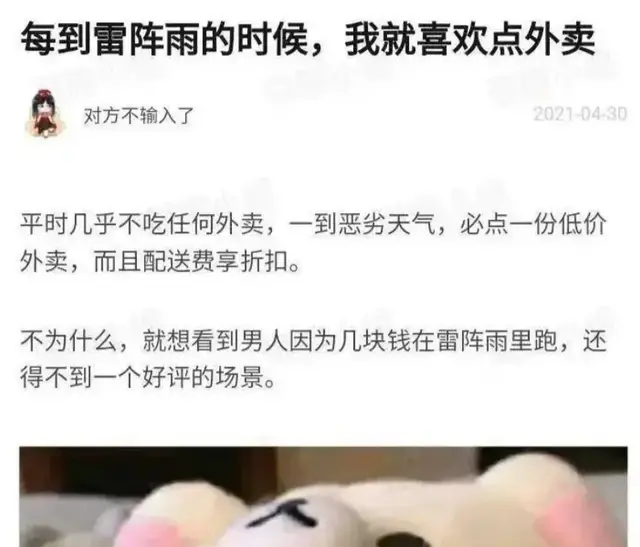 每到雷阵雨的时候，我就喜欢点外卖
对方不输入了
2021-04-30
平时几乎不吃任何外卖，一到恶劣天气，必点一份低价
外卖，而且配送费享折扣。
不为什么，就想看到男人因为几块钱在雷阵雨里跑，还
得不到一个好评的场景。